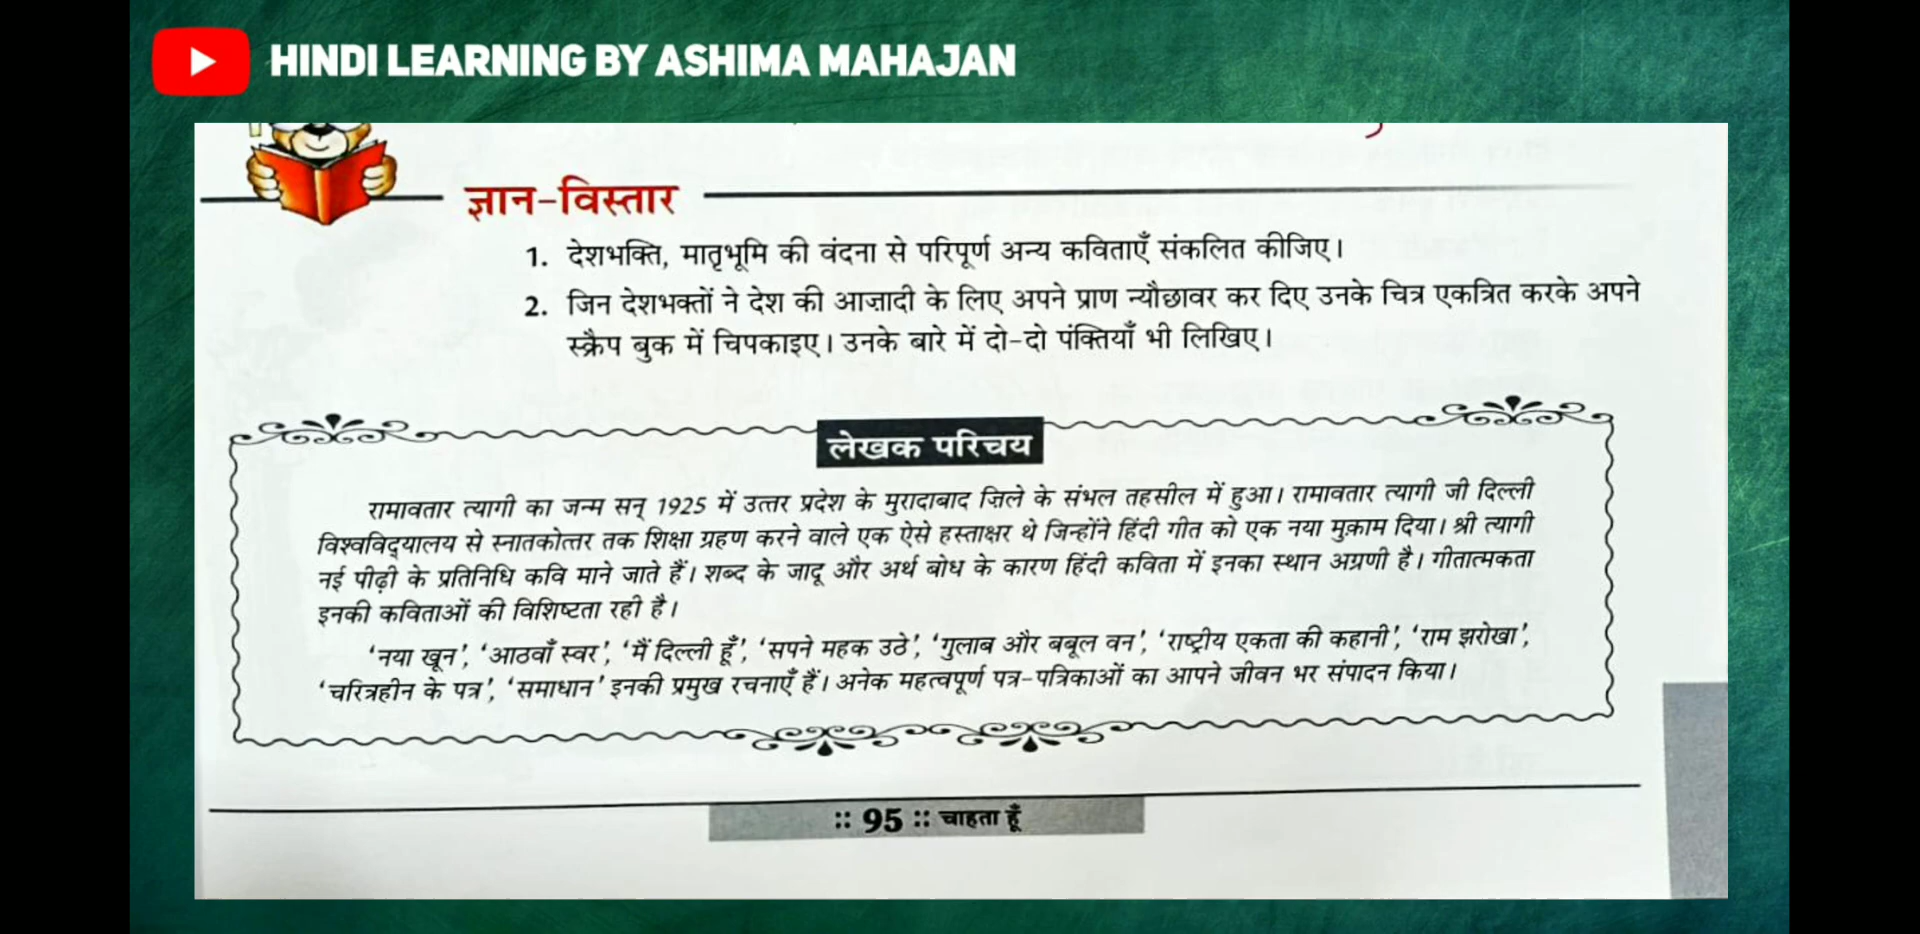 HINDI LEARNING BY ASHIMA MAHAJAN
ज्ञान-विस्तार
1. देशभक्ति, मातृभूमि की वंदना से परिपूर्ण अन्य कविताएँ संकलित कीजिए।
2. जिन देशभक्तों ने देश की आज़ादी के लिए अपने प्राण न्यौछावर कर दिए उनके चित्र एकत्रित करके अपने
स्क्रैप बुक में चिपकाइए। उनके बारे में दो-दो पंक्तियाँ भी लिखिए।
लेखक परिचय
रामावतार त्यागी का जन्म सन् 1925 में उत्तर प्रदेश के मुरादाबाद ज़िले के संभल तहसील में हुआ। रामावतार त्यागी जी दिल्ली
विश्वविद्‌यालय से स्नातकोत्तर तक शिक्षा ग्रहण करने वाले एक ऐसे हस्ताक्षर थे जिन्होंने हिंदी गीत को एक नया मुक़ाम दिया। श्री त्यागी
नई पीढ़ी के प्रतिनिधि कवि माने जाते हैं। शब्द के जादू और अर्थ बोध के कारण हिंदी कविता में इनका स्थान अग्रणी है। गीतात्मकता
इनकी कविताओं की विशिष्टता रही है।
'नया खून', 'आठवाँ स्वर', 'मैं दिल्ली हूँ', 'सपने महक उठे', 'गुलाब और बबूल वन', 'राष्ट्रीय एकता की कहानी', 'राम झरोखा',
'चरित्रहीन के पत्र', 'समाधान' इनकी प्रमुख रचनाएँ हैं। अनेक महत्वपूर्ण पत्र-पत्रिकाओं का आपने जीवन भर संपादन किया।
:: 95 :: चाहता हूँ